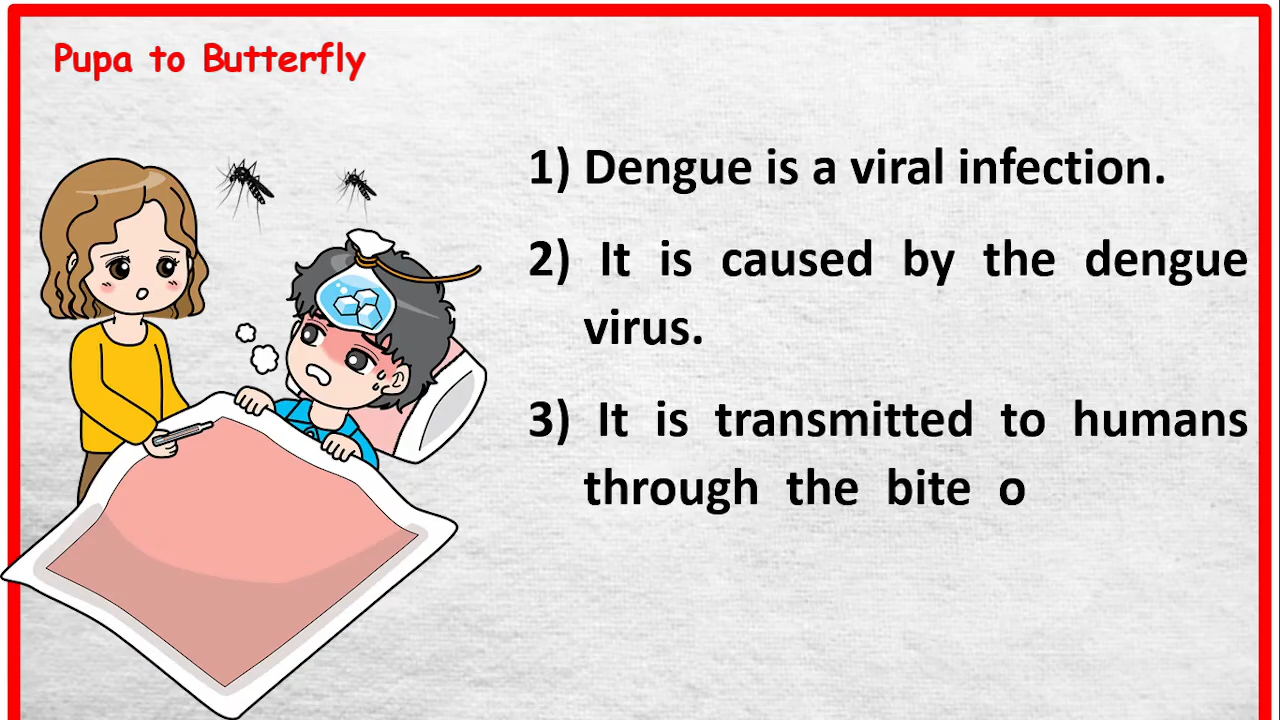 Pupa to Butterfly
1) Dengue is a viral infection.
2) It is caused by the dengue
virus.
3) It is transmitted to humans
through the bite o